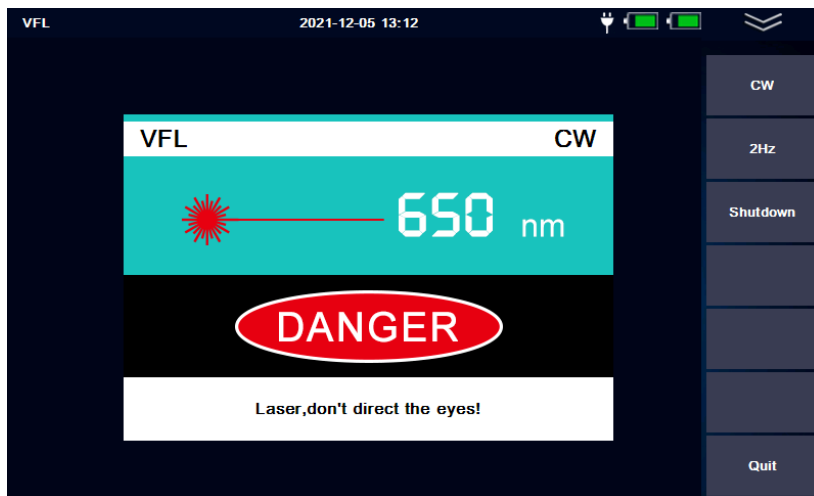 VFL 2021-12-05 13:12
VFL CW
650 nm
DANGER
Laser,don't direct the eyes!
CW
2Hz
Shutdown
Quit